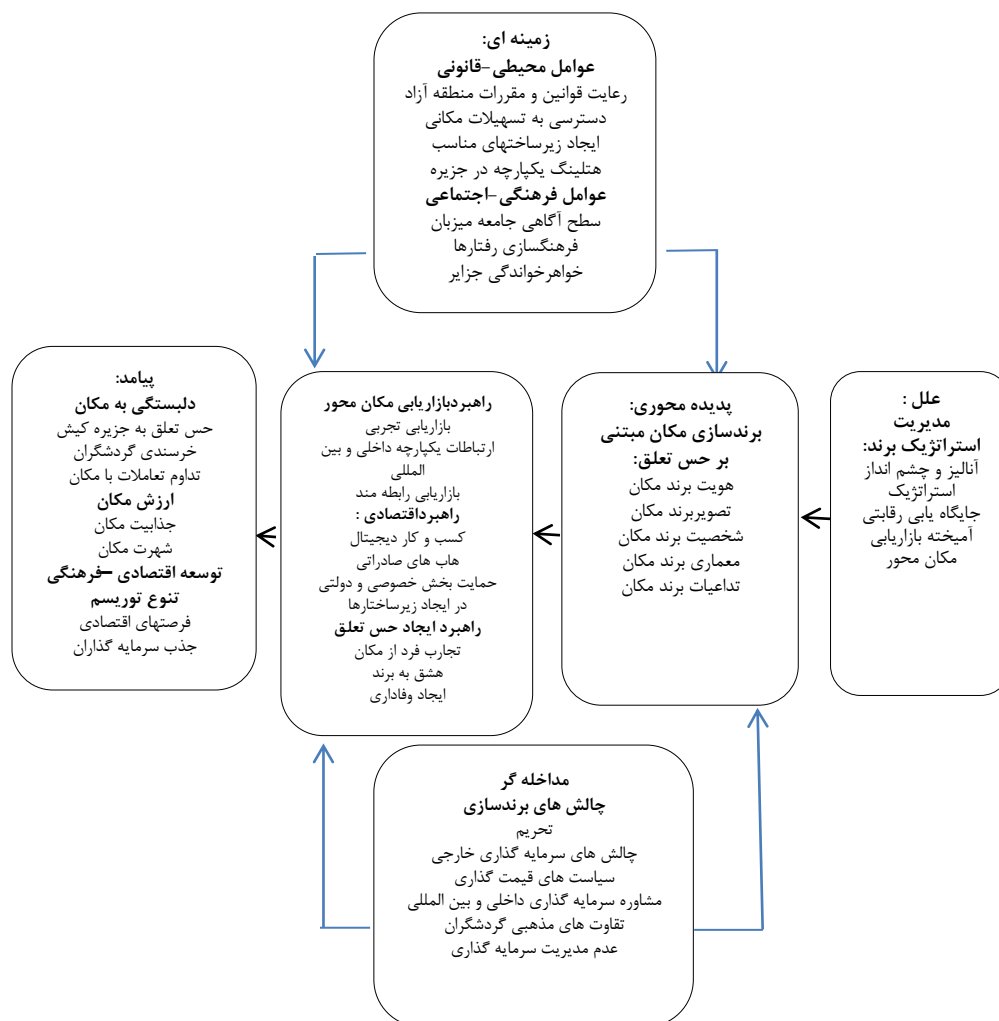 زمینه ای:
عوامل محیطی-قانونی
رعایت قوانین و مقررات منطقه آزاد
دسترسی به تسهیلات مکانی
ایجاد زیرساختهای مناسب
هتلینگ یکپارچه در جزیره
عوامل فرهنگی-اجتماعی
سطح آگاهی جامعه میزبان
فرهنگسازی رفتارها
خواهرخواندگی جزایر
علل :
مدیریت
استراتژیک برند:
آنالیز و چشم انداز
استراتژیک
جایگاه یابی رقابتی
آمیخته بازاریابی
مکان محور
پدیده محوری:
برندسازی مکان مبتنی
بر حس تعلق:
هویت برند مکان
تصویربرند مکان
شخصیت برند مکان
معماری برند مکان
تداعیات برند مکان
راهبردبازاریابی مکان محور
بازاریابی تجربی
ارتباطات یکپارچه داخلی و بین
المللی
بازاریابی رابطه مند
راهبرداقتصادی :
کسب و کار دیجیتال
هاب های صادراتی
حمایت بخش خصوصی و دولتی
در ایجاد زیرساختارها
راهبرد ایجاد حس تعلق
تجارب فرد از مکان
هشق به برند
ایجاد وفاداری
پیامد:
دلبستگی به مکان
حس تعلق به جزیره کیش
خرسندی گردشگران
تداوم تعاملات با مکان
ارزش مکان
جذابیت مکان
شهرت مکان
توسعه اقتصادی –فرهنگی
تنوع توریسم
فرصتهای اقتصادی
جذب سرمایه گذاران
مداخله گر
چالش های برندسازی
تحریم
چالش های سرمایه گذاری خارجی
سیاست های قیمت گذاری
مشاوره سرمایه گذاری داخلی و بین المللی
تقاوت های مذهبی گردشگران
عدم مدیریت سرمایه گذاری